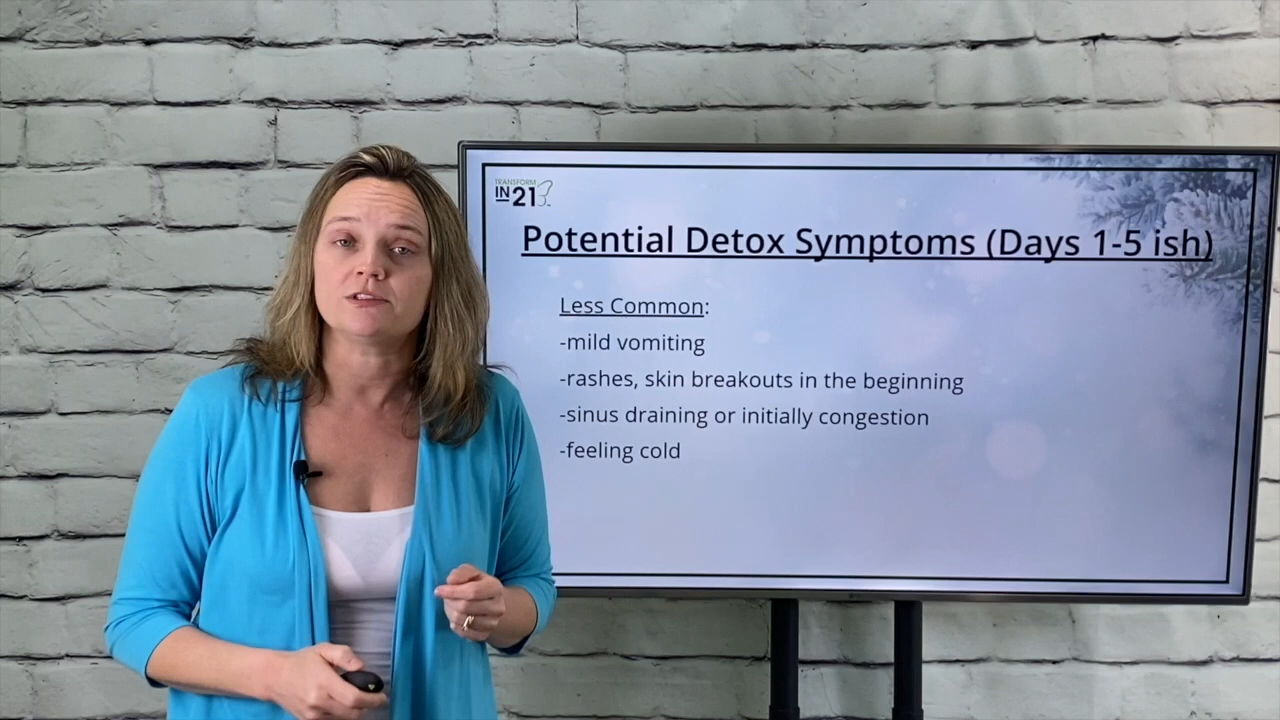 TRANSFORM
IN 21
Potential Detox Symptoms (Days 1-5 ish)
Less Common:
-mild vomiting
-rashes, skin breakouts in the beginning
-sinus draining or initially congestion
-feeling cold